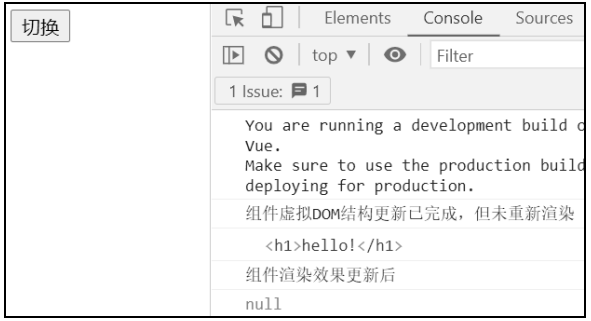 切换
Elements Console Sources
top ▼ Filter
1 Issue: 1
You are running a development build o
Vue.
Make sure to use the production build
deploying for production.
组件虚拟DOM结构更新已完成，但未重新渲染
<h1>hello!</h1>
组件渲染效果更新后
null